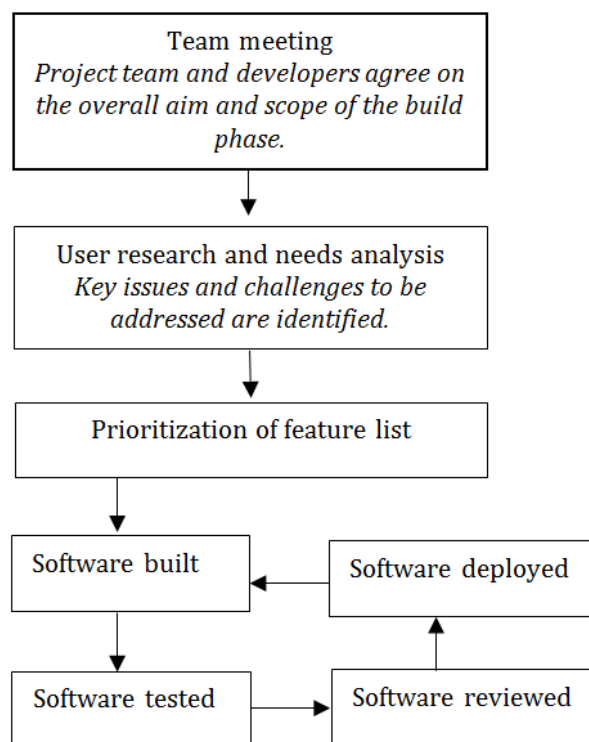 Team meeting
Project team and developers agree on
the overall aim and scope of the build
phase.
User research and needs analysis
Key issues and challenges to be
addressed are identified.
Prioritization of feature list
Software built
Software deployed
Software tested
Software reviewed